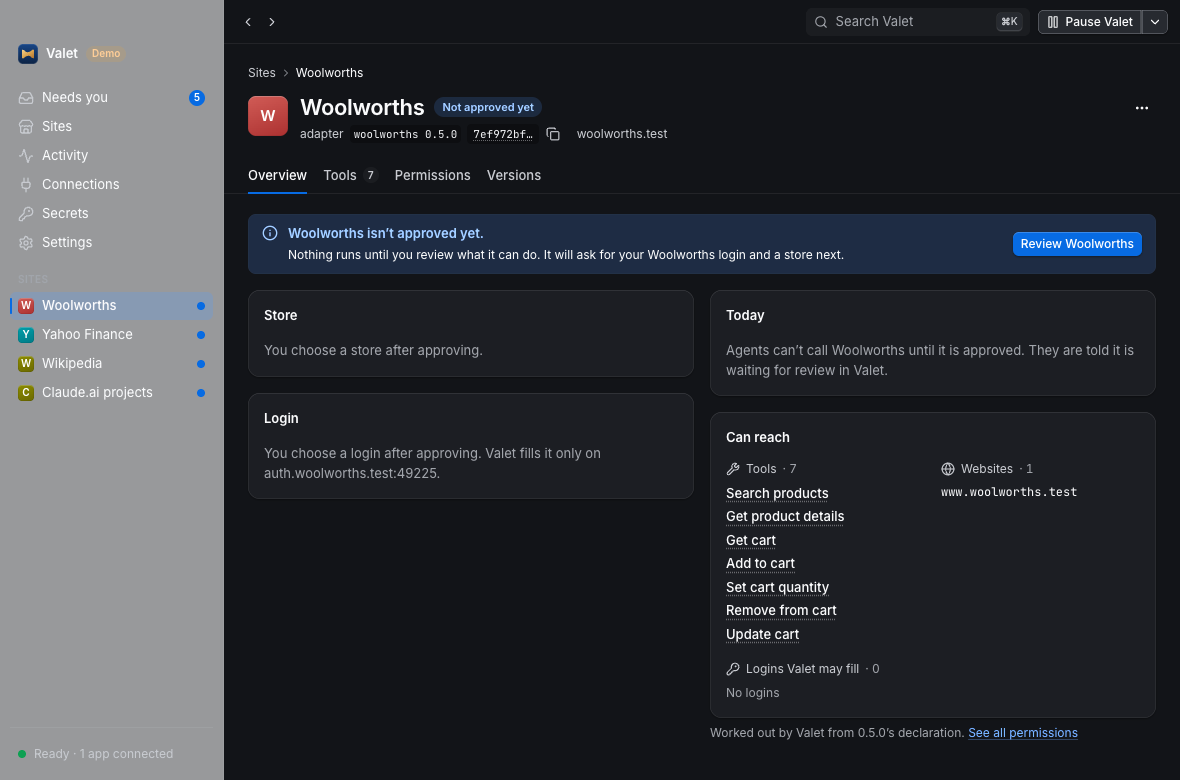 Valet Demo
Needs you 5
Sites
Activity
Connections
Secrets
Settings
SITES
W Woolworths
Y Yahoo Finance
W Wikipedia
C Claude.ai projects
Ready · 1 app connected
Search Valet ⌘K
Pause Valet
Sites > Woolworths
W
Woolworths Not approved yet
adapter woolworths 0.5.0 7ef972bf… woolworths.test
Overview Tools 7 Permissions Versions
Woolworths isn’t approved yet.
Nothing runs until you review what it can do. It will ask for your Woolworths login and a store next.
Review Woolworths
Store
You choose a store after approving.
Login
You choose a login after approving. Valet fills it only on
auth.woolworths.test:49225.
Today
Agents can’t call Woolworths until it is approved. They are told it is
waiting for review in Valet.
Can reach
Tools · 7
Search products
Get product details
Get cart
Add to cart
Set cart quantity
Remove from cart
Update cart
Websites · 1
www.woolworths.test
Logins Valet may fill · 0
No logins
Worked out by Valet from 0.5.0’s declaration. See all permissions